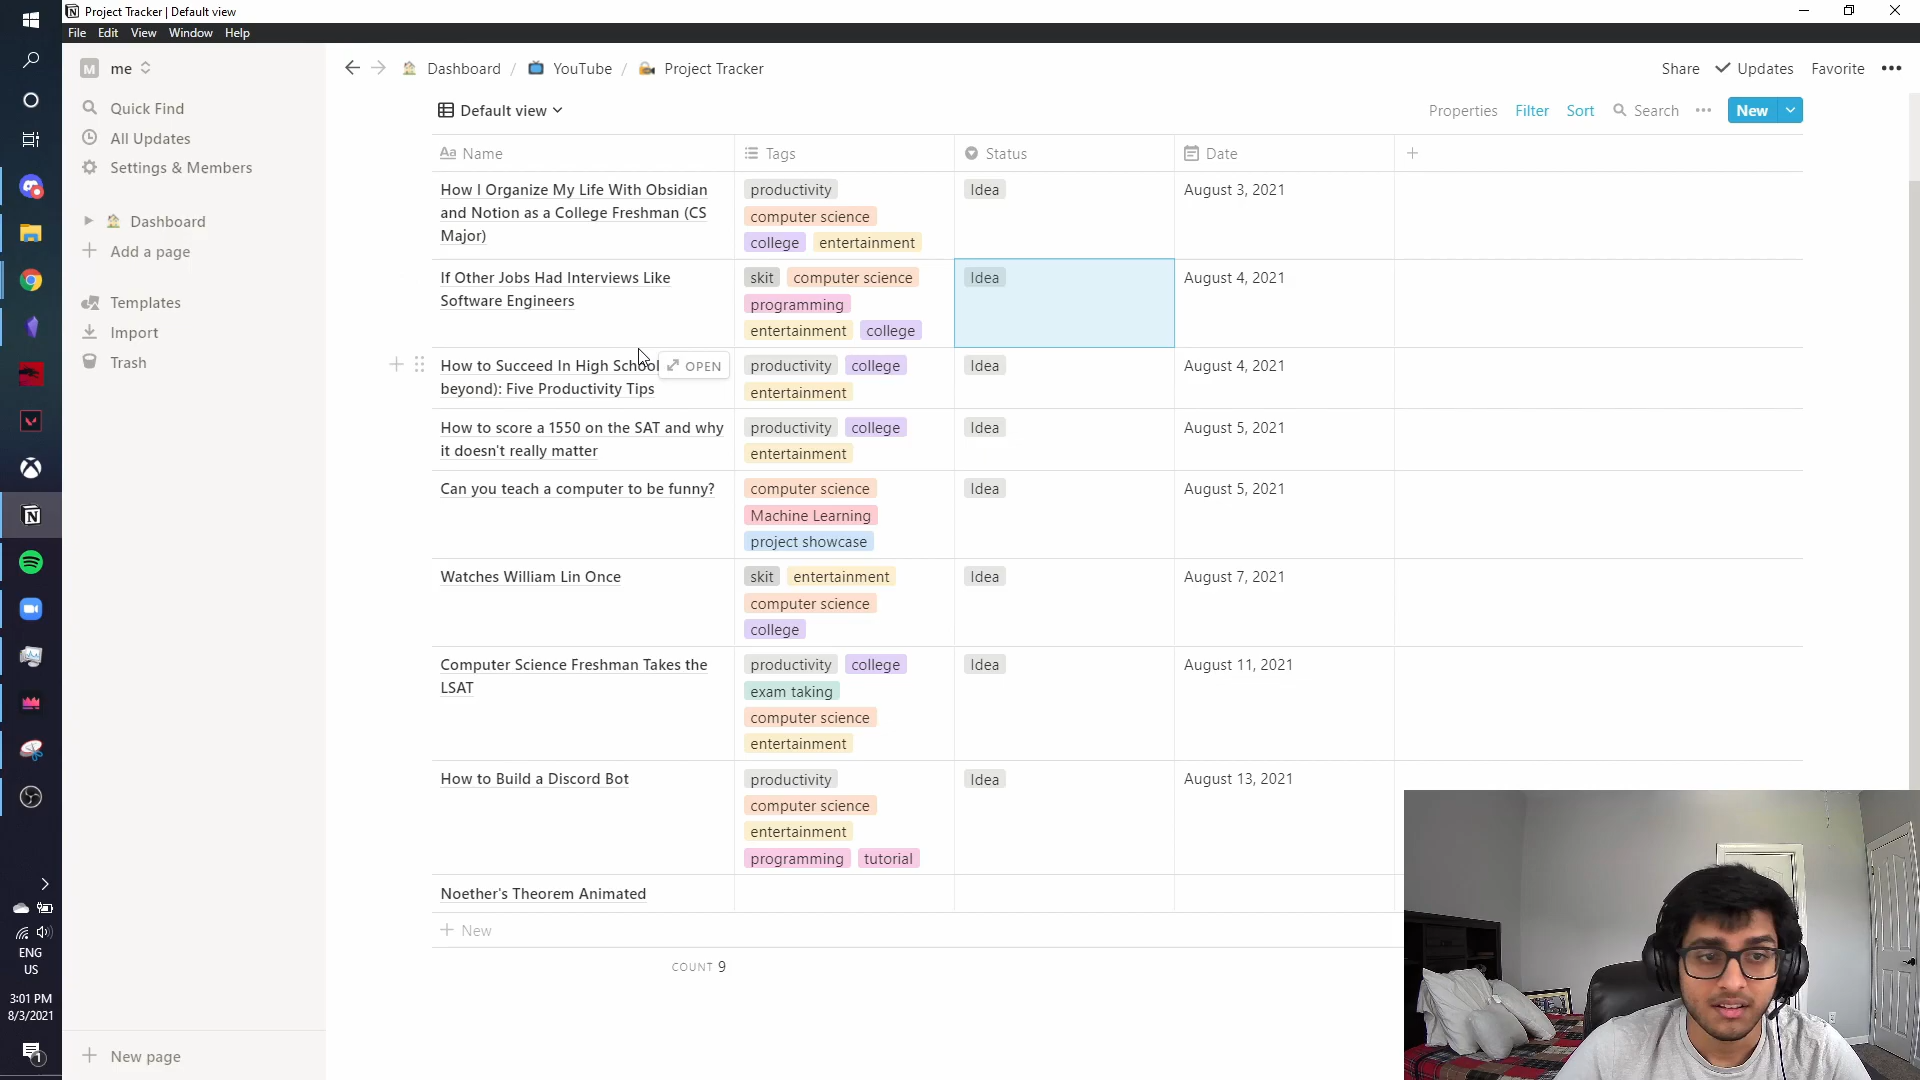 Project Tracker | Default view
File Edit View Window Help
M me
Dashboard / YouTube / Project Tracker
Share Updates Favorite
Quick Find
All Updates
Settings & Members
Dashboard
Add a page
Templates
Import
Trash
New page
Default view
Properties Filter Sort Search New
Aa Name Tags Status Date
How I Organize My Life With Obsidian
and Notion as a College Freshman (CS
Major)
productivity
computer science
college entertainment
Idea
August 3, 2021
If Other Jobs Had Interviews Like
Software Engineers
skit computer science
programming
entertainment college
Idea
August 4, 2021
How to Succeed In High School
beyond): Five Productivity Tips
OPEN
productivity college
entertainment
Idea
August 4, 2021
How to score a 1550 on the SAT and why
it doesn't really matter
productivity college
entertainment
Idea
August 5, 2021
Can you teach a computer to be funny?
computer science
Machine Learning
project showcase
Idea
August 5, 2021
Watches William Lin Once
skit entertainment
computer science
college
Idea
August 7, 2021
Computer Science Freshman Takes the
LSAT
productivity college
exam taking
computer science
entertainment
Idea
August 11, 2021
How to Build a Discord Bot
productivity
computer science
entertainment
programming tutorial
Idea
August 13, 2021
Noether's Theorem Animated
New
COUNT 9
ENG
US
3:01 PM
8/3/2021
1